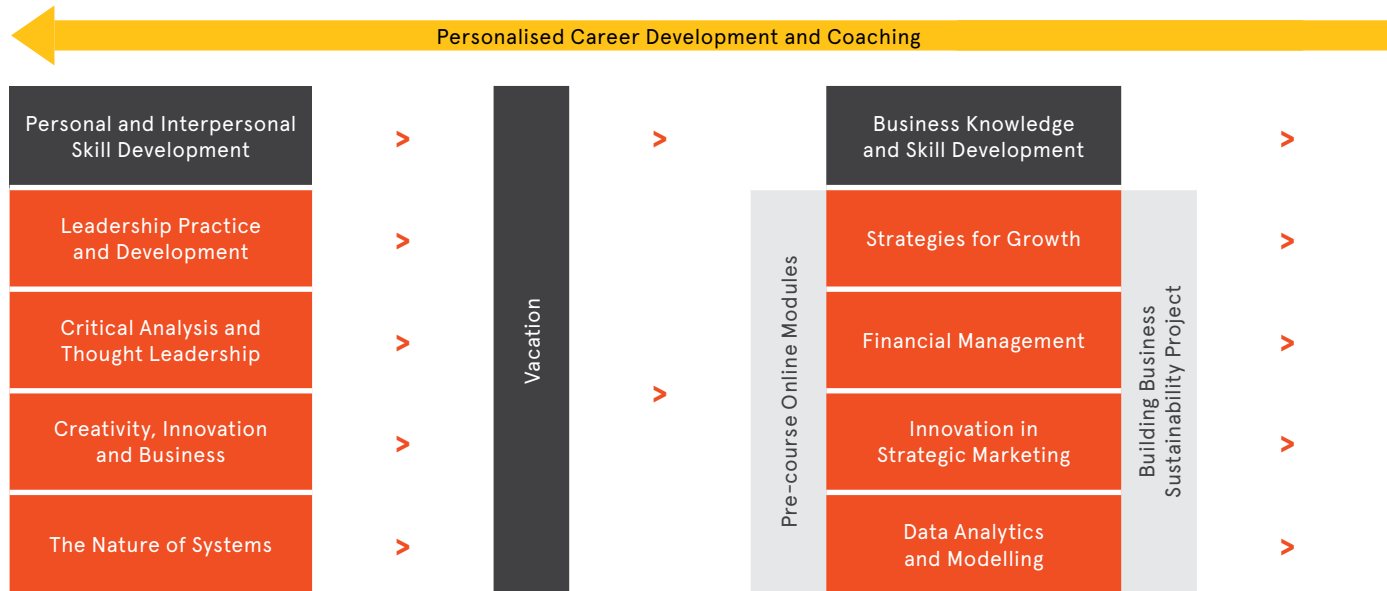 Personalised Career Development and Coaching
Personal and Interpersonal
Skill Development
>
>
Business Knowledge
and Skill Development
>
Leadership Practice
and Development
>
Strategies for Growth
>
Critical Analysis and
Thought Leadership
>
Financial Management
>
Creativity, Innovation
and Business
>
>
Innovation in
Strategic Marketing
>
The Nature of Systems
>
Data Analytics
and Modelling
>
Vacation
Pre-course Online Modules
Building Business
Sustainability Project